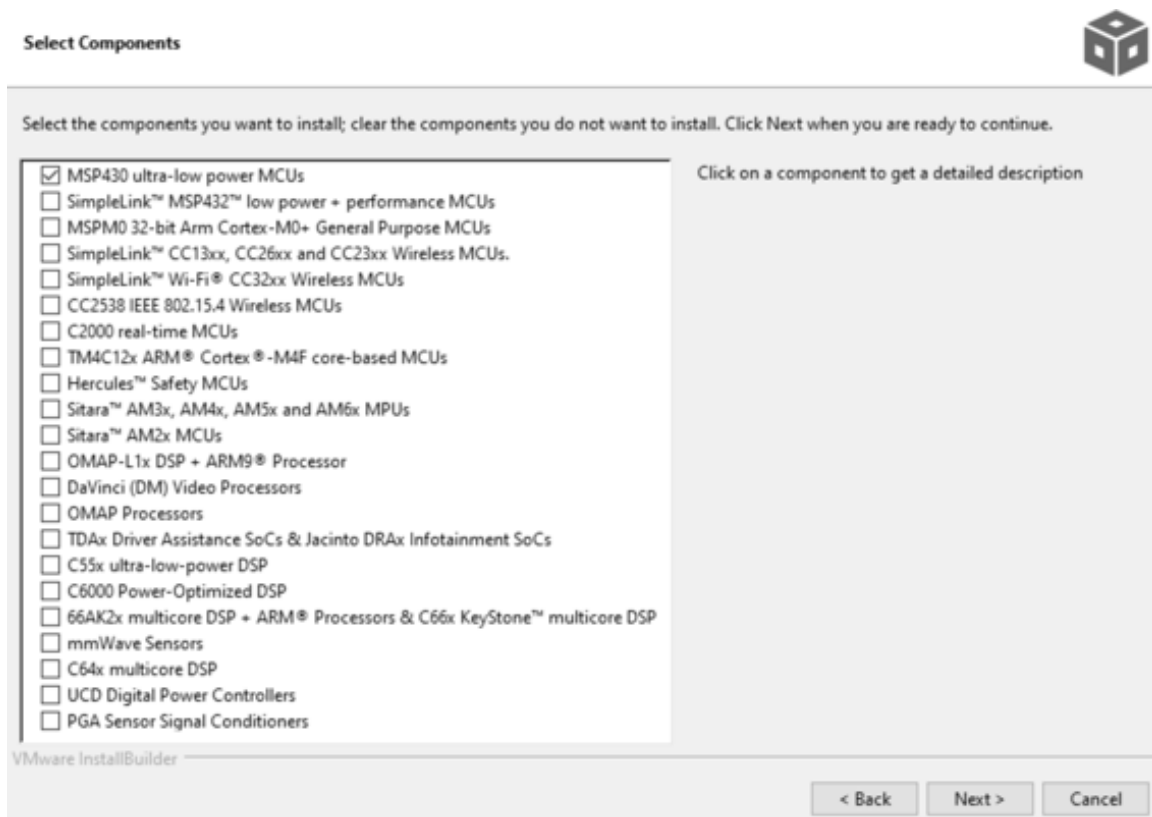 Select Components
Select the components you want to install; clear the components you do not want to install. Click Next when you are ready to continue.
MSP430 ultra-low power MCUs
SimpleLink™ MSP432™ low power + performance MCUs
MSPM0 32-bit Arm Cortex-M0+ General Purpose MCUs
SimpleLink™ CC13xx, CC26xx and CC23xx Wireless MCUs.
SimpleLink™ Wi-Fi® CC32xx Wireless MCUs
CC2538 IEEE 802.15.4 Wireless MCUs
C2000 real-time MCUs
TM4C12x ARM® Cortex®-M4F core-based MCUs
Hercules™ Safety MCUs
Sitara™ AM3x, AM4x, AM5x and AM6x MPUs
Sitara™ AM2x MCUs
OMAP-L1x DSP + ARM9® Processor
DaVinci (DM) Video Processors
OMAP Processors
TDAx Driver Assistance SoCs & Jacinto DRAx Infotainment SoCs
C55x ultra-low-power DSP
C6000 Power-Optimized DSP
66AK2x multicore DSP + ARM® Processors & C66x KeyStone™ multicore DSP
mmWave Sensors
C64x multicore DSP
UCD Digital Power Controllers
PGA Sensor Signal Conditioners
Click on a component to get a detailed description
VMware InstallBuilder
< Back
Next >
Cancel